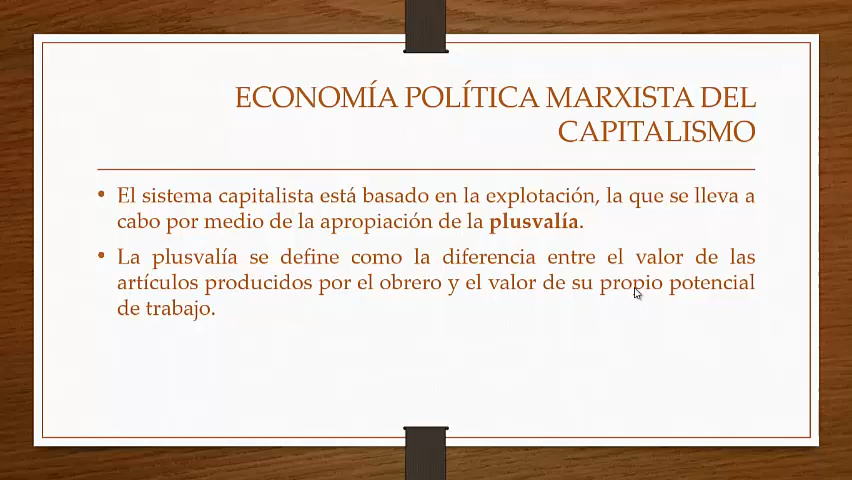 ECONOMÍA POLÍTICA MARXISTA DEL
CAPITALISMO
• El sistema capitalista está basado en la explotación, la que se lleva a
cabo por medio de la apropiación de la plusvalía.
• La plusvalía se define como la diferencia entre el valor de las
artículos producidos por el obrero y el valor de su propio potencial
de trabajo.